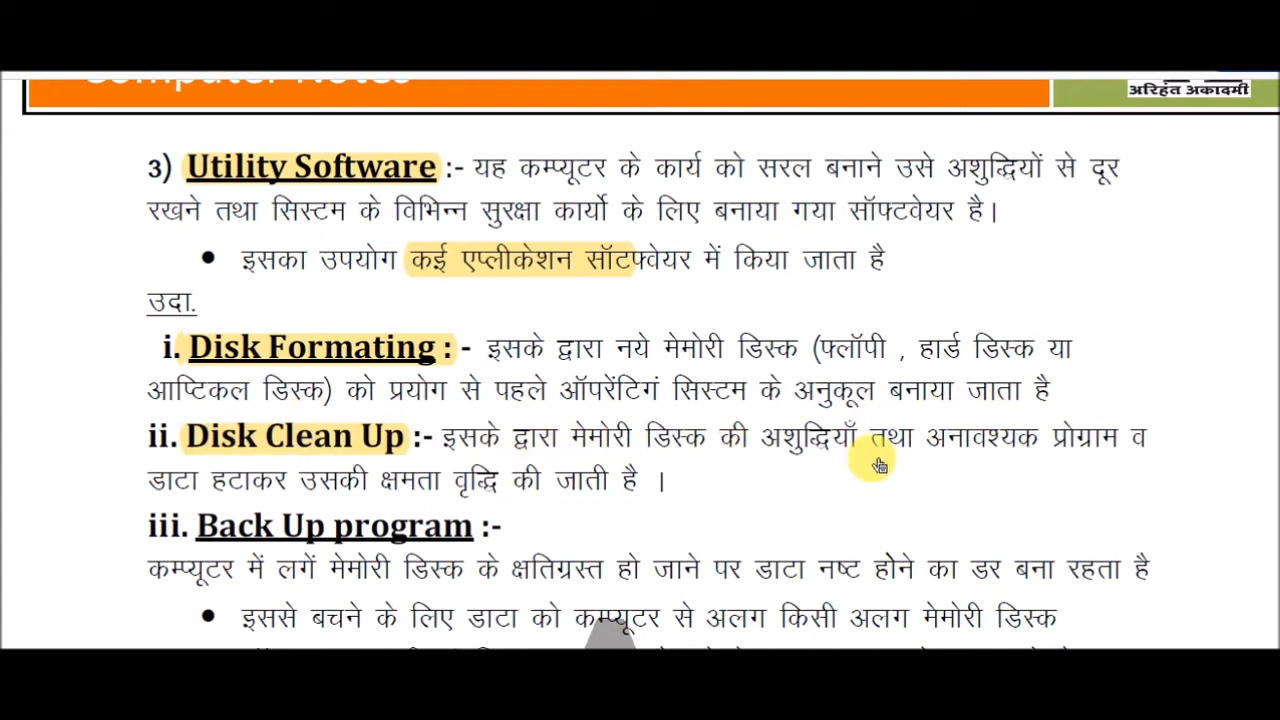 Computer Notes
अरिहंत अकादमी
3) Utility Software :- यह कम्प्यूटर के कार्य को सरल बनाने उसे अशुद्धियों से दूर
रखने तथा सिस्टम के विभिन्न सुरक्षा कार्यो के लिए बनाया गया सॉफ्टवेयर है।
• इसका उपयोग कई एप्लीकेशन सॉटफ्वेयर में किया जाता है
उदा.
i. Disk Formating : - इसके द्वारा नये मेमोरी डिस्क (फ्लॉपी , हार्ड डिस्क या
आप्टिकल डिस्क) को प्रयोग से पहले ऑपरेंटिगं सिस्टम के अनुकूल बनाया जाता है
ii. Disk Clean Up :- इसके द्वारा मेमोरी डिस्क की अशुद्धियाँ तथा अनावश्यक प्रोग्राम व
डाटा हटाकर उसकी क्षमता वृद्धि की जाती है ।
iii. Back Up program :-
कम्प्यूटर में लगें मेमोरी डिस्क के क्षतिग्रस्त हो जाने पर डाटा नष्ट होने का डर बना रहता है
• इससे बचने के लिए डाटा को कम्प्यूटर से अलग किसी अलग मेमोरी डिस्क